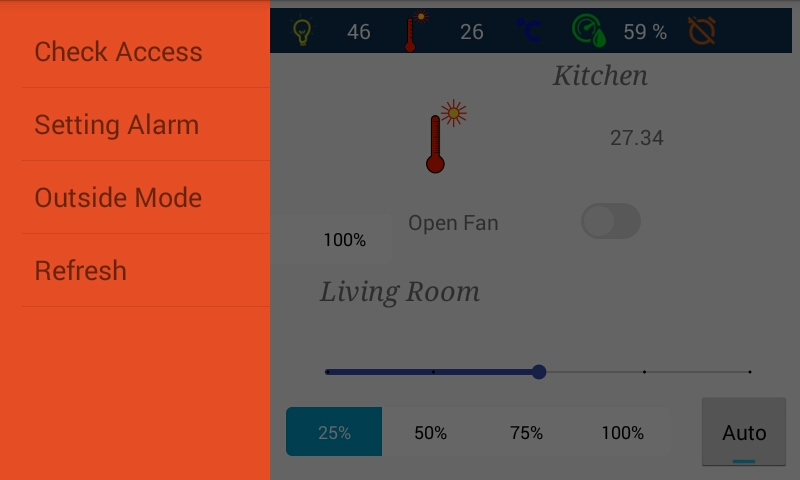 Check Access
Setting Alarm
Outside Mode
Refresh
46
26
°C
59 %
Kitchen
27.34
Open Fan
100%
Living Room
25%
50%
75%
100%
Auto